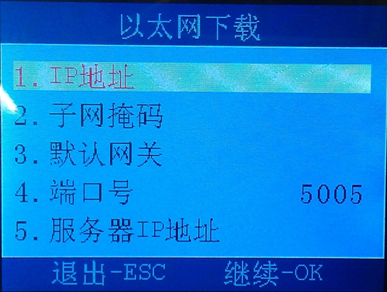 以太网下载
1.IP地址
2.子网掩码
3.默认网关
4.端口号 5005
5.服务器IP地址
退出-ESC 继续-OK